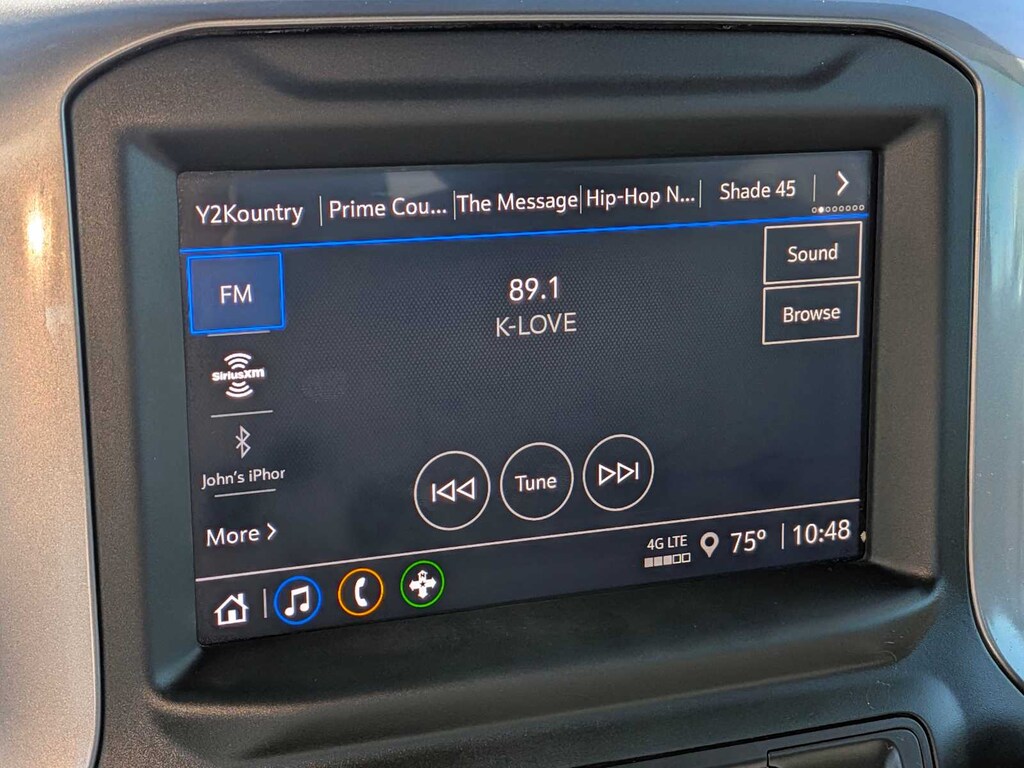 Y2Kountry Prime Cou... The Message Hip-Hop N... Shade 45
FM
89.1
K-LOVE
Sound
Browse
SiriusXM
John's iPhor
More
Tune
4G LTE 75° 10:48
N